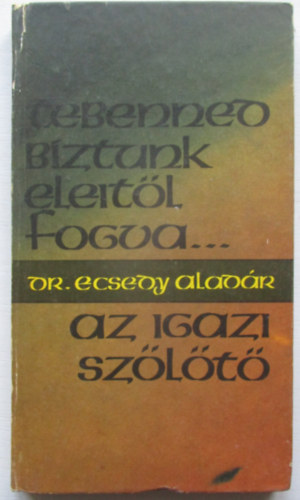 tebenned
bíztunk
eleitől
fogva...
dr. ecsedy aladár
az igazi
szőlőtő